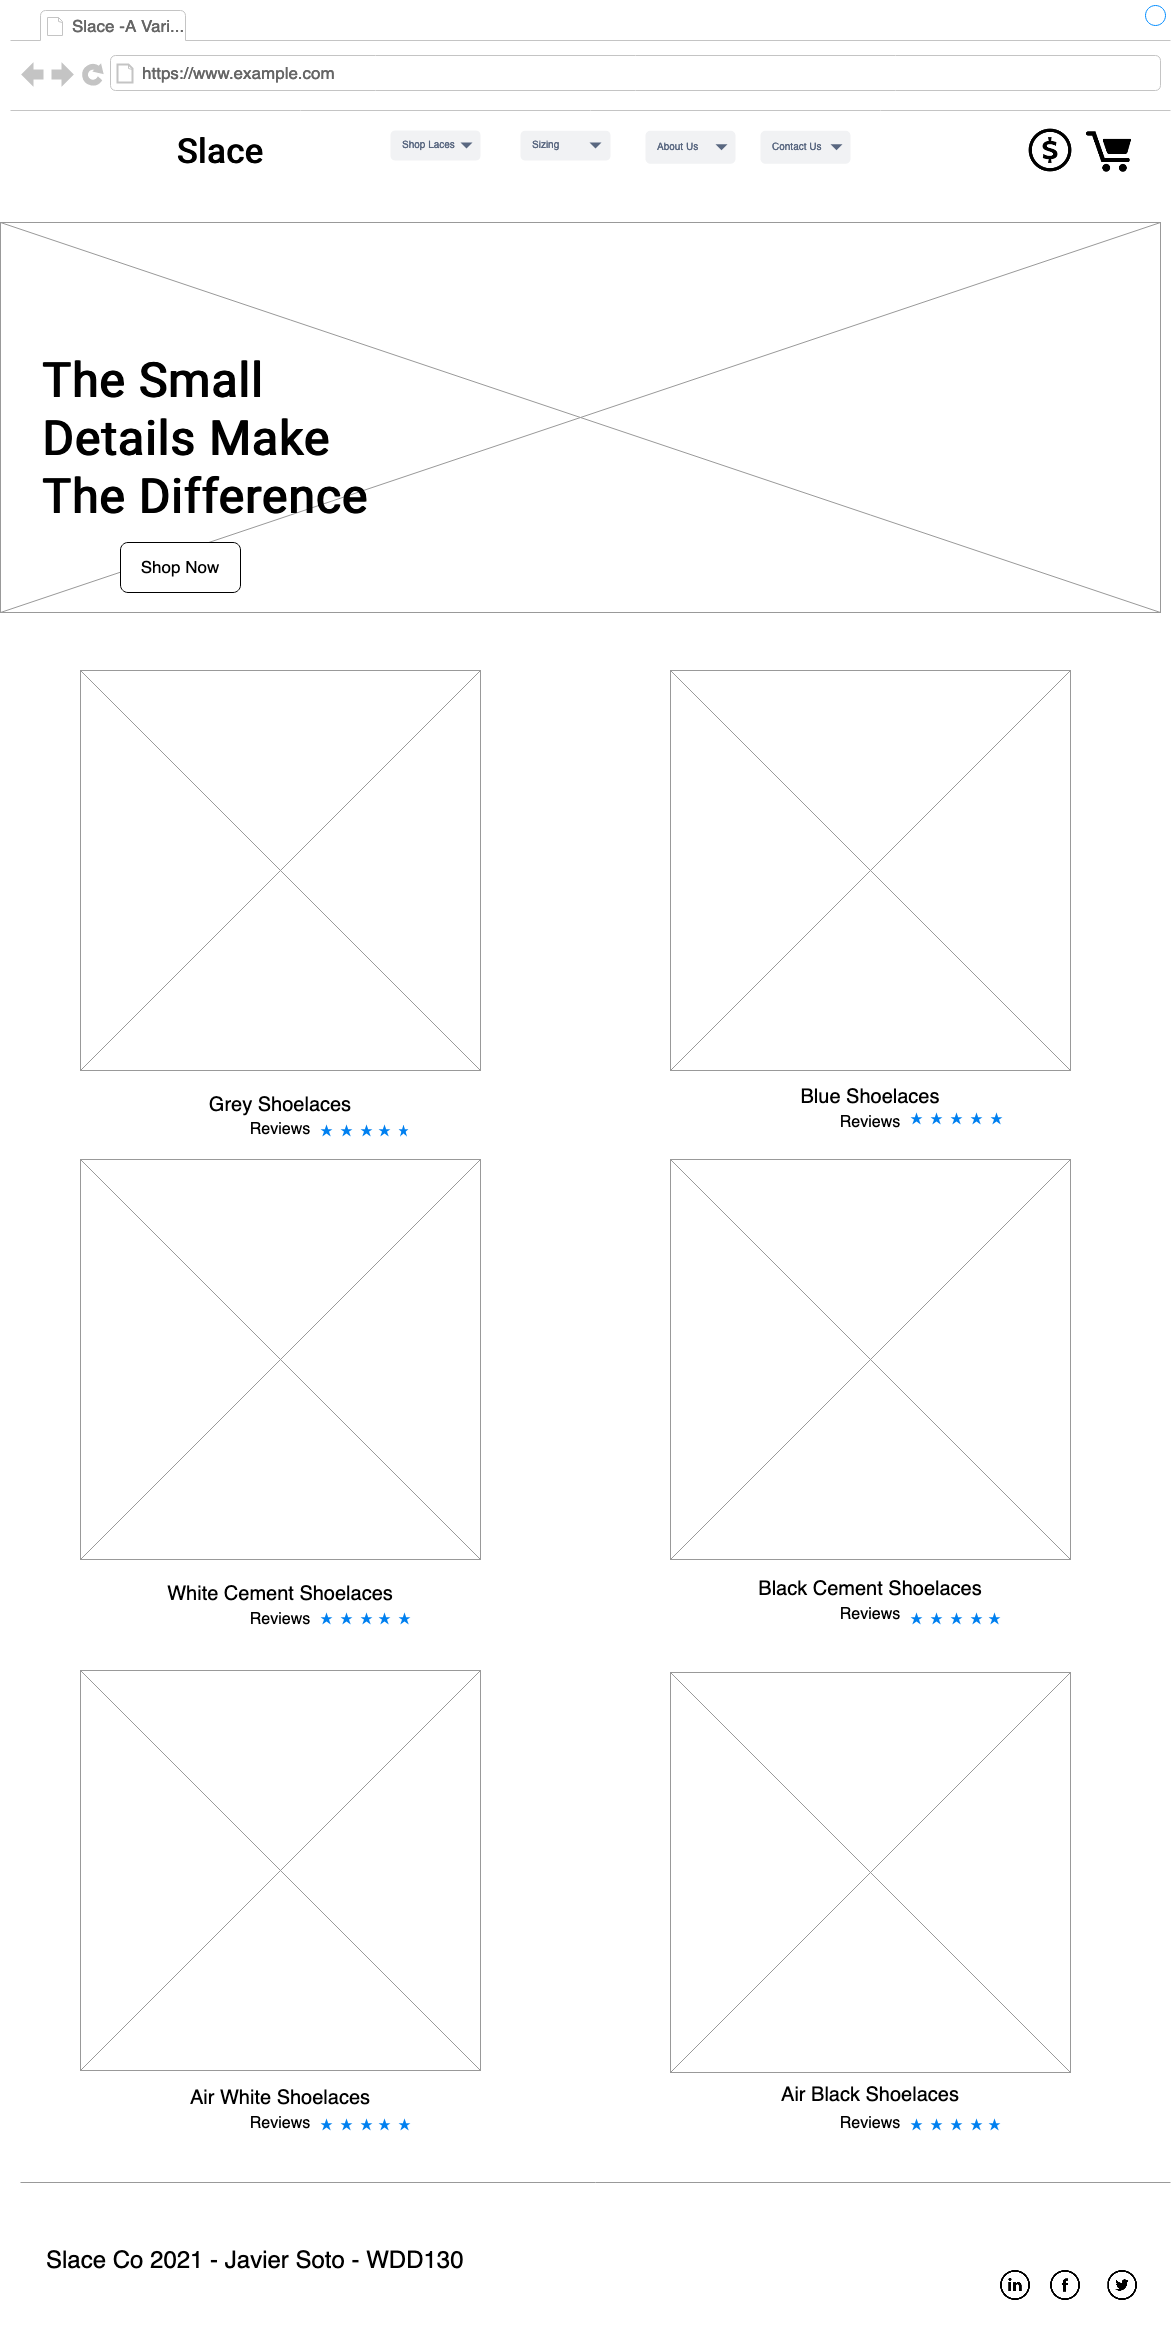 Slace -A Vari...
https://www.example.com
Slace
Shop Laces
Sizing
About Us
Contact Us
$
The Small
Details Make
The Difference
Shop Now
Grey Shoelaces
Reviews
Blue Shoelaces
Reviews
White Cement Shoelaces
Reviews
Black Cement Shoelaces
Reviews
Air White Shoelaces
Reviews
Air Black Shoelaces
Reviews
Slace Co 2021 - Javier Soto - WDD130
in
f